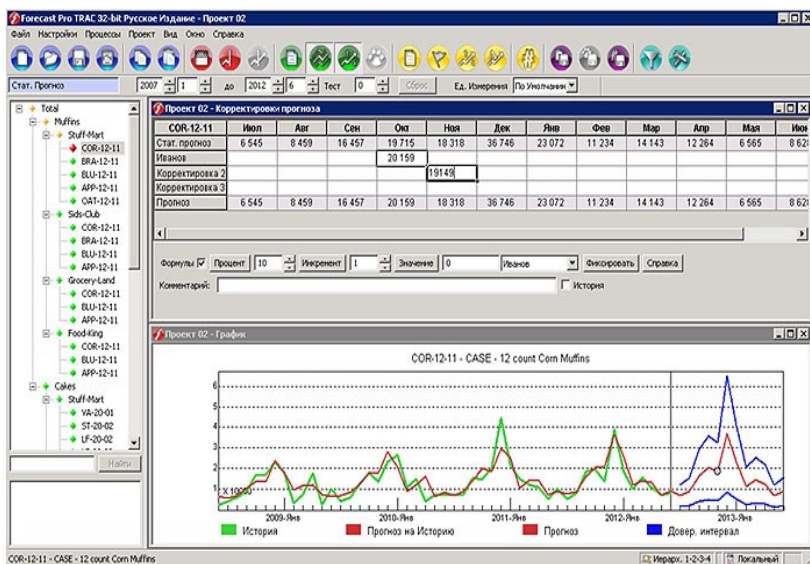 Forecast Pro TRAC 32-bit Русское Издание - Проект 02
Файл Настройки Процессы Проект Вид Окно Справка
Стат. Прогноз 2007 1 до 2012 6 Тест 0 Сброс Ед. Измерения По Умолчанию
Total
Muffins
Stuff-Mart
COR-12-11
BRA-12-11
BLU-12-11
APP-12-11
OAT-12-11
Sids-Club
COR-12-11
BRA-12-11
BLU-12-11
APP-12-11
Grocery-Land
COR-12-11
BLU-12-11
APP-12-11
Food-King
COR-12-11
BLU-12-11
APP-12-11
Cakes
Stuff-Mart
VA-20-01
ST-20-02
LF-20-02
Найти
Проект 02 - Корректировки прогноза
COR-12-11 Июл Авг Сен Окт Ноя Дек Янв Фев Мар Апр Май Июн
Стат. прогноз 6 545 8 459 16 457 19 715 18 318 36 746 23 072 11 234 14 143 12 264 6 565 8 628
Иванов 20 159
Корректировка 2 19149
Корректировка 3
Прогноз 6 545 8 459 16 457 20 159 18 318 36 746 23 072 11 234 14 143 12 264 6 565 8 628
Формулы Процент 10 Инкремент 1 Значение 0 Иванов Фиксировать Справка
Комментарий: История
Проект 02 - График
COR-12-11 - CASE - 12 count Corn Muffins
6
5
4
3
2
1
X 10000
2009-Янв 2010-Янв 2011-Янв 2012-Янв 2013-Янв
История Прогноз на Историю Прогноз Довер. интервал
COR-12-11 - CASE - 12 count Corn Muffins Иерарх. 1-2-3-4 Локальный